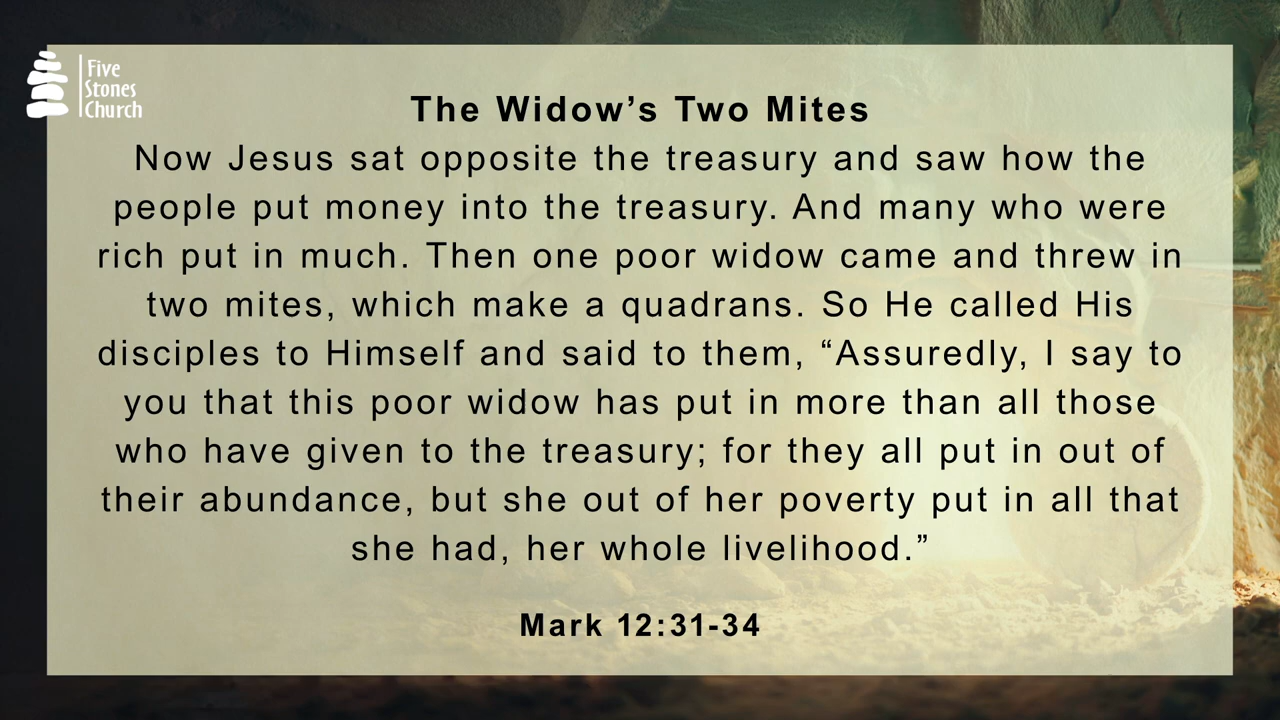 Five
Stones
Church
The Widow’s Two Mites
Now Jesus sat opposite the treasury and saw how the
people put money into the treasury. And many who were
rich put in much. Then one poor widow came and threw in
two mites, which make a quadrans. So He called His
disciples to Himself and said to them, “Assuredly, I say to
you that this poor widow has put in more than all those
who have given to the treasury; for they all put in out of
their abundance, but she out of her poverty put in all that
she had, her whole livelihood.”
Mark 12:31-34